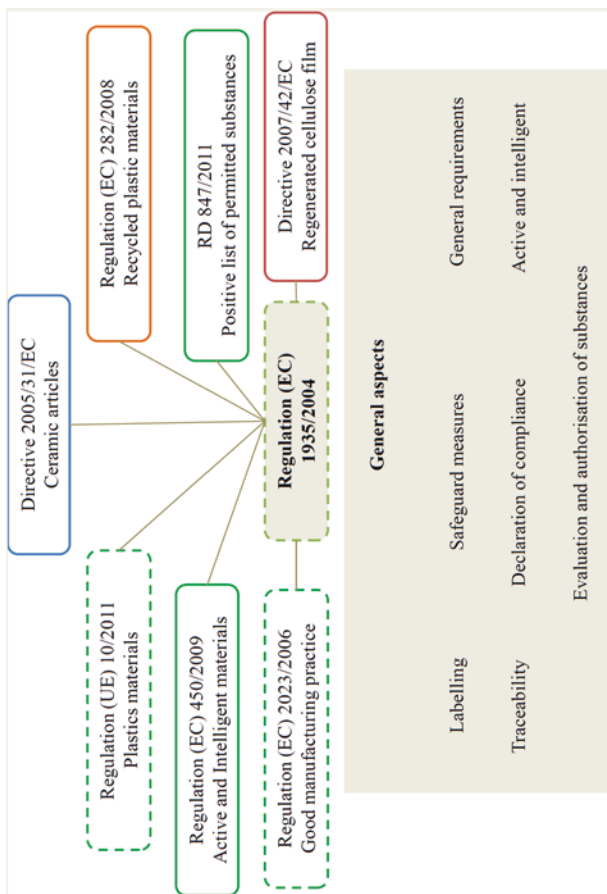 Directive 2005/31/EC
Ceramic articles
Regulation (UE) 10/2011
Plastics materials
Regulation (EC) 282/2008
Recycled plastic materials
Regulation (EC) 450/2009
Active and Intelligent materials
RD 847/2011
Positive list of permitted substances
Regulation (EC) 2023/2006
Good manufacturing practice
Regulation (EC)
1935/2004
Directive 2007/42/EC
Regenerated cellulose film
General aspects
Labelling
Safeguard measures
General requirements
Traceability
Declaration of compliance
Active and intelligent
Evaluation and authorisation of substances